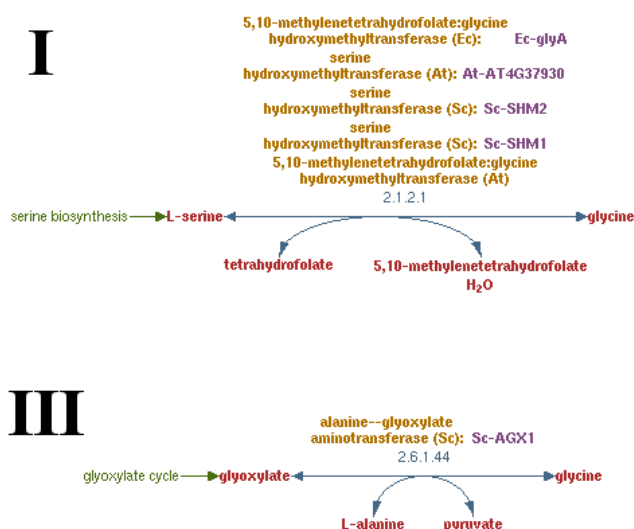 I
5,10-methylenetetrahydrofolate:glycine
hydroxymethyltransferase (Ec): Ec-glyA
serine
hydroxymethyltransferase (At): At-AT4G37930
serine
hydroxymethyltransferase (Sc): Sc-SHM2
serine
hydroxymethyltransferase (Sc): Sc-SHM1
5,10-methylenetetrahydrofolate:glycine
hydroxymethyltransferase (At)
2.1.2.1
serine biosynthesis L-serine glycine
tetrahydrofolate 5,10-methylenetetrahydrofolate
H₂O
III
alanine--glyoxylate
aminotransferase (Sc): Sc-AGX1
2.6.1.44
glyoxylate cycle glyoxylate glycine
L-alanine pyruvate